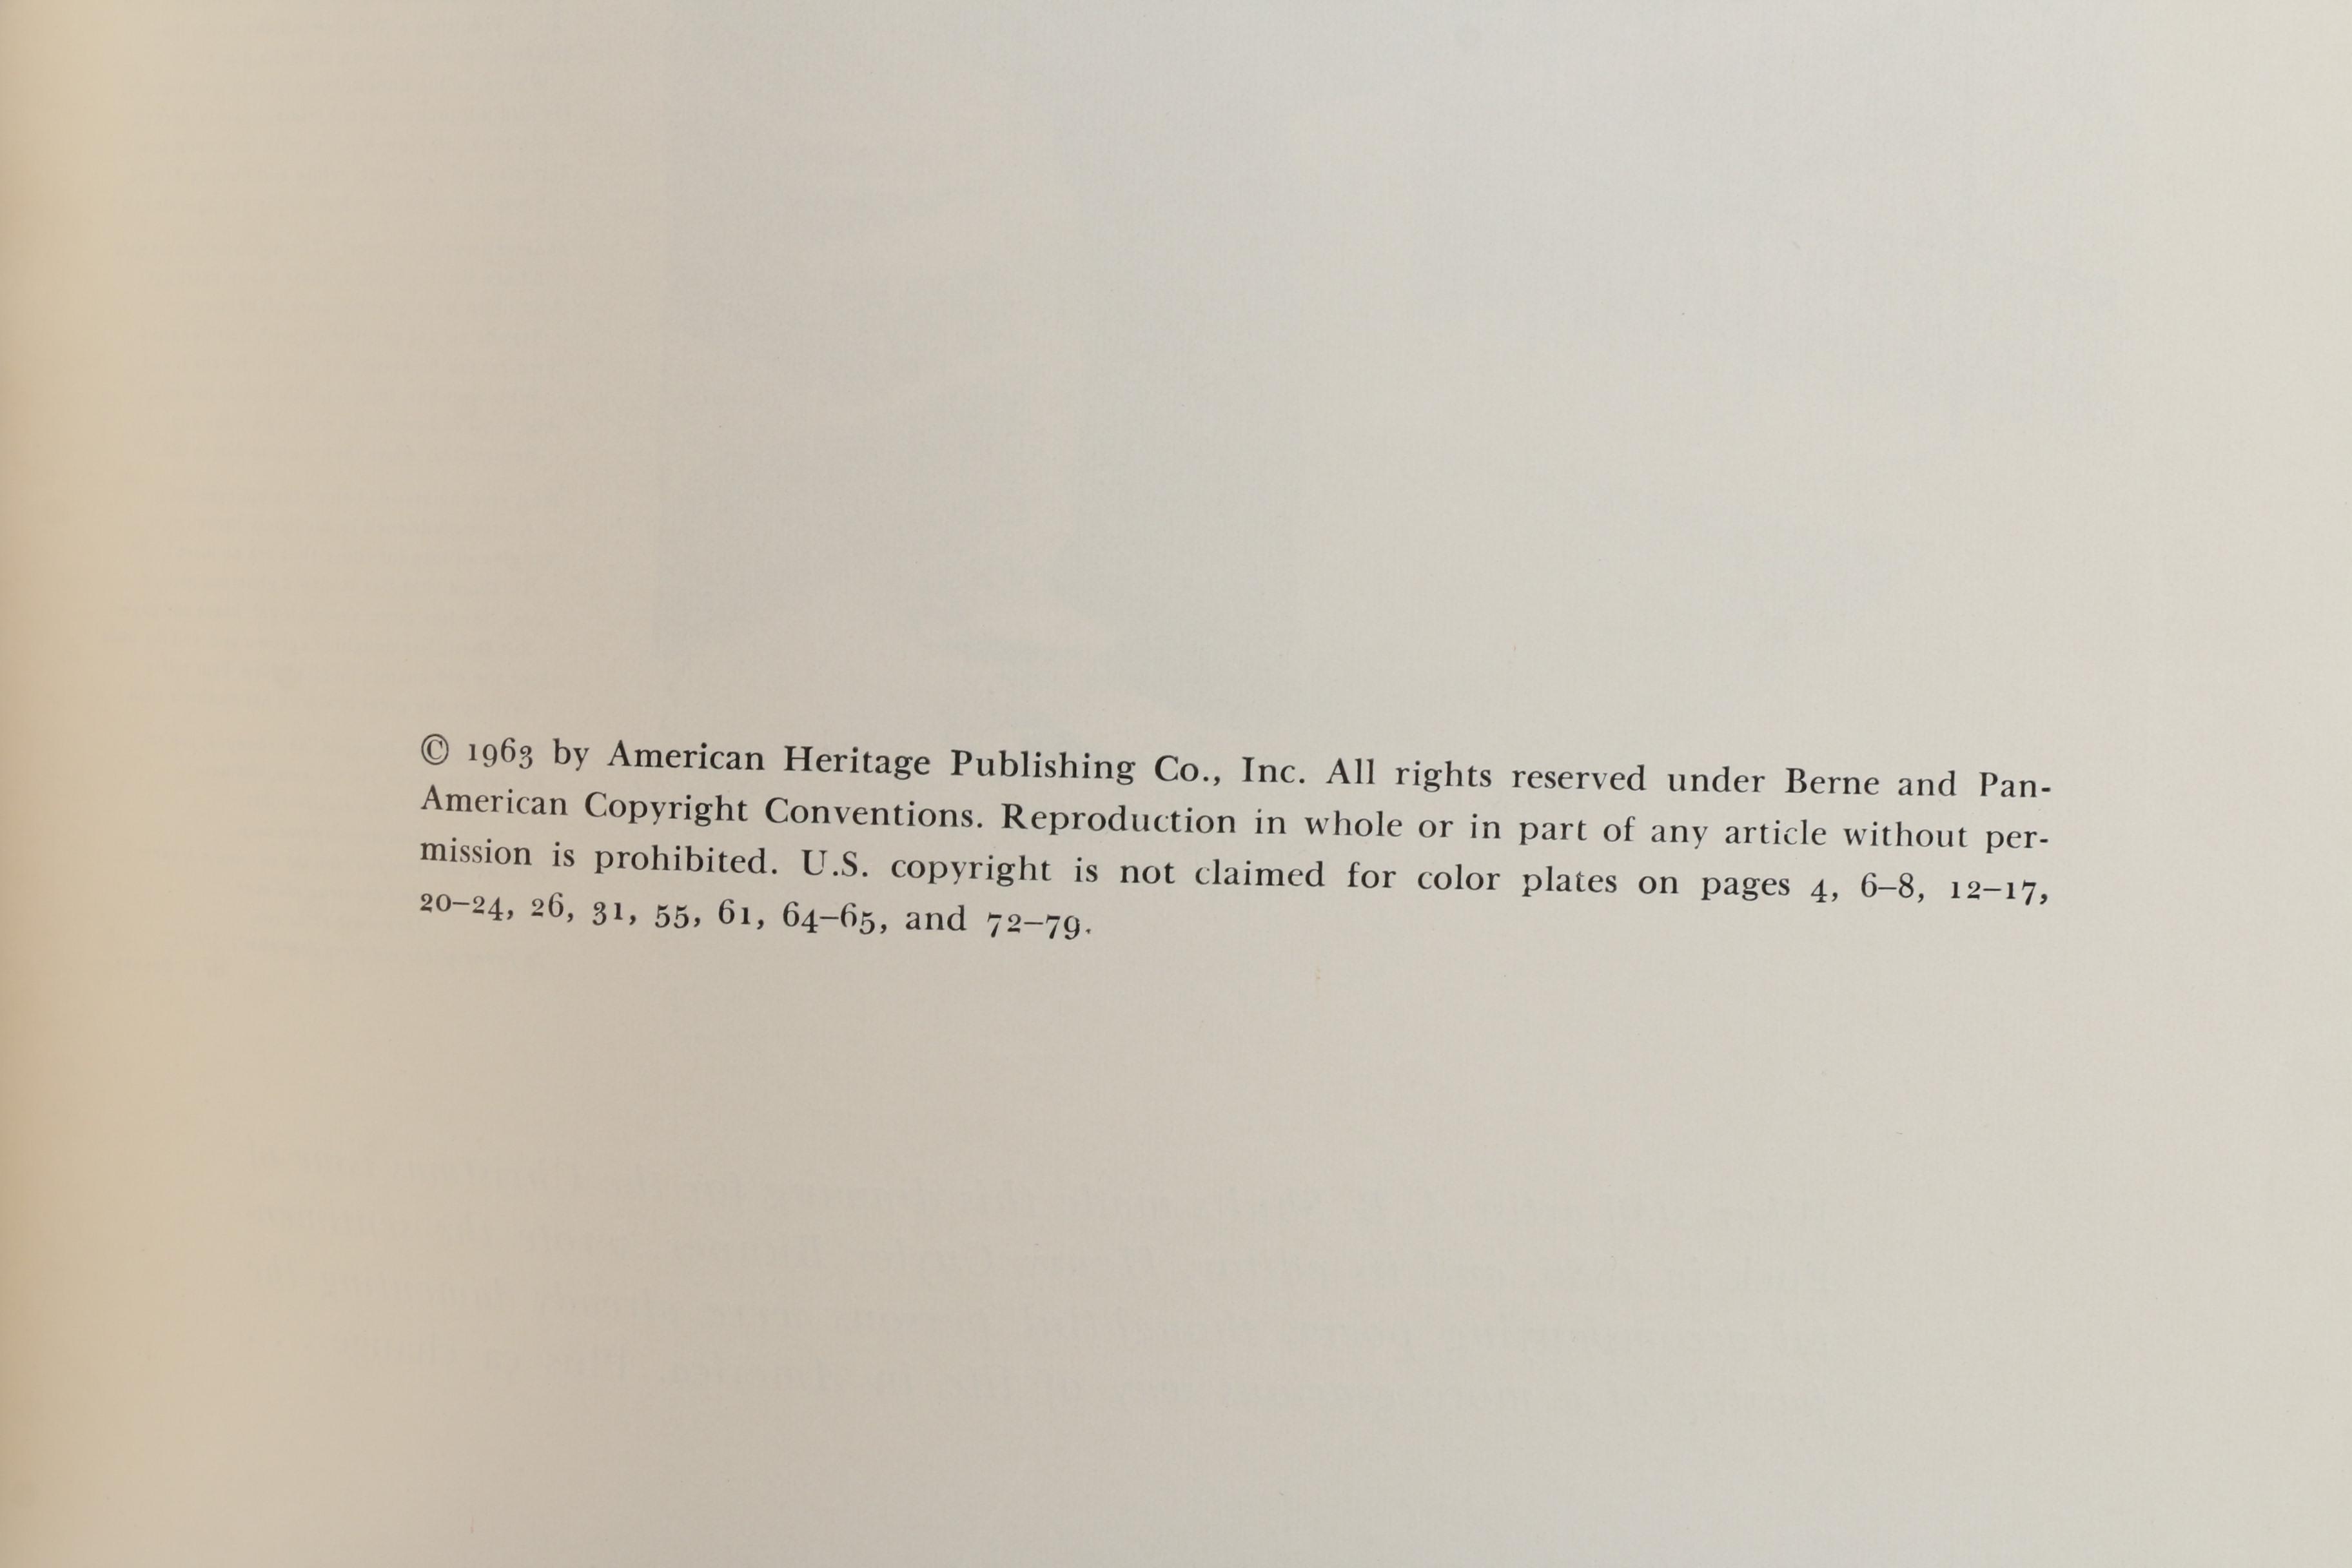 © 1963 by American Heritage Publishing Co., Inc. All rights reserved under Berne and Pan-
American Copyright Conventions. Reproduction in whole or in part of any article without per-
mission is prohibited. U.S. copyright is not claimed for color plates on pages 4, 6–8, 12–17,
20–24, 26, 31, 55, 61, 64–65, and 72–79.